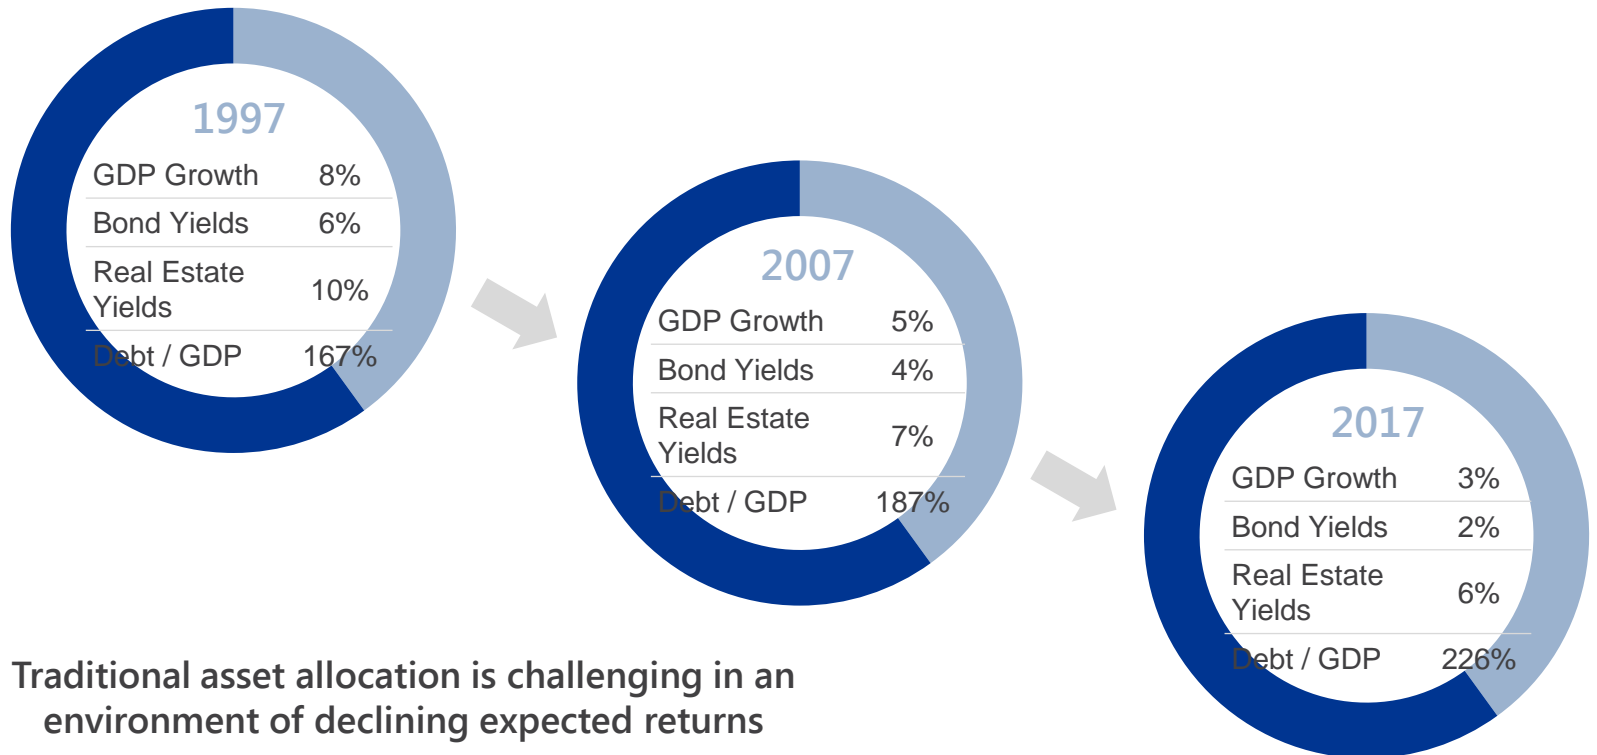 1997
GDP Growth 8%
Bond Yields 6%
Real Estate
Yields 10%
Debt / GDP 167%
2007
GDP Growth 5%
Bond Yields 4%
Real Estate
Yields 7%
Debt / GDP 187%
2017
GDP Growth 3%
Bond Yields 2%
Real Estate
Yields 6%
Debt / GDP 226%
Traditional asset allocation is challenging in an
environment of declining expected returns